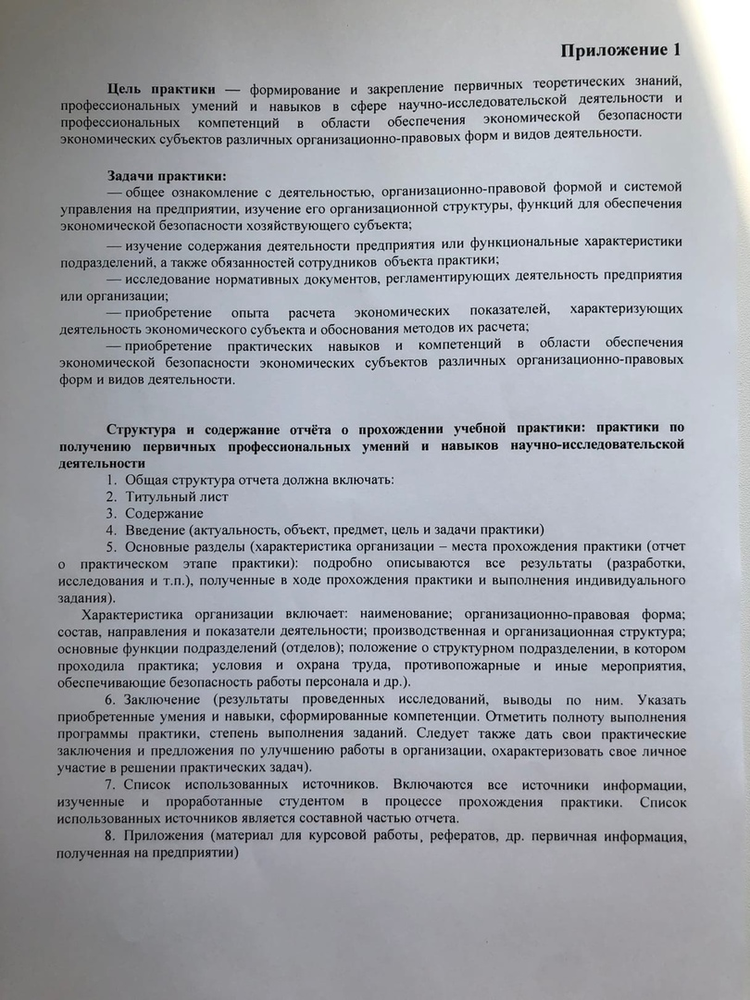 Приложение 1
Цель практики — формирование и закрепление первичных теоретических знаний,
профессиональных умений и навыков в сфере научно-исследовательской деятельности и
профессиональных компетенций в области обеспечения экономической безопасности
экономических субъектов различных организационно-правовых форм и видов деятельности.
Задачи практики:
— общее ознакомление с деятельностью, организационно-правовой формой и системой
управления на предприятии, изучение его организационной структуры, функций для обеспечения
экономической безопасности хозяйствующего субъекта;
— изучение содержания деятельности предприятия или функциональные характеристики
подразделений, а также обязанностей сотрудников объекта практики;
— исследование нормативных документов, регламентирующих деятельность предприятия
или организации;
— приобретение опыта расчета экономических показателей, характеризующих
деятельность экономического субъекта и обоснования методов их расчета;
— приобретение практических навыков и компетенций в области обеспечения
экономической безопасности экономических субъектов различных организационно-правовых
форм и видов деятельности.
Структура и содержание отчёта о прохождении учебной практики: практики по
получению первичных профессиональных умений и навыков научно-исследовательской
деятельности
1. Общая структура отчета должна включать:
2. Титульный лист
3. Содержание
4. Введение (актуальность, объект, предмет, цель и задачи практики)
5. Основные разделы (характеристика организации – места прохождения практики (отчет
о практическом этапе практики): подробно описываются все результаты (разработки,
исследования и т.п.), полученные в ходе прохождения практики и выполнения индивидуального
задания).
Характеристика организации включает: наименование; организационно-правовая форма;
состав, направления и показатели деятельности; производственная и организационная структура;
основные функции подразделений (отделов); положение о структурном подразделении, в котором
проходила практика; условия и охрана труда, противопожарные и иные мероприятия,
обеспечивающие безопасность работы персонала и др.).
6. Заключение (результаты проведенных исследований, выводы по ним. Указать
приобретенные умения и навыки, сформированные компетенции. Отметить полноту выполнения
программы практики, степень выполнения заданий. Следует также дать свои практические
заключения и предложения по улучшению работы в организации, охарактеризовать свое личное
участие в решении практических задач).
7. Список использованных источников. Включаются все источники информации,
изученные и проработанные студентом в процессе прохождения практики. Список
использованных источников является составной частью отчета.
8. Приложения (материал для курсовой работы, рефератов, др. первичная информация,
полученная на предприятии)